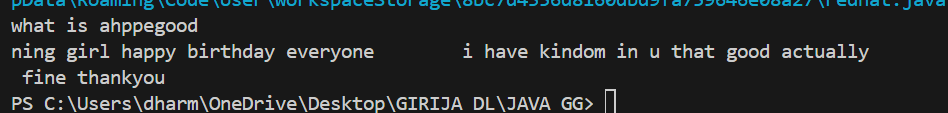 pData\Roaming\Code\User\workspaceStorage\8bc7d4556d8160dbd9fa759646e08a27\redhat.java
what is ahppegood
ning girl happy birthday everyone       i have kindom in u that good actually
 fine thankyou
PS C:\Users\dharm\OneDrive\Desktop\GIRIJA DL\JAVA GG>